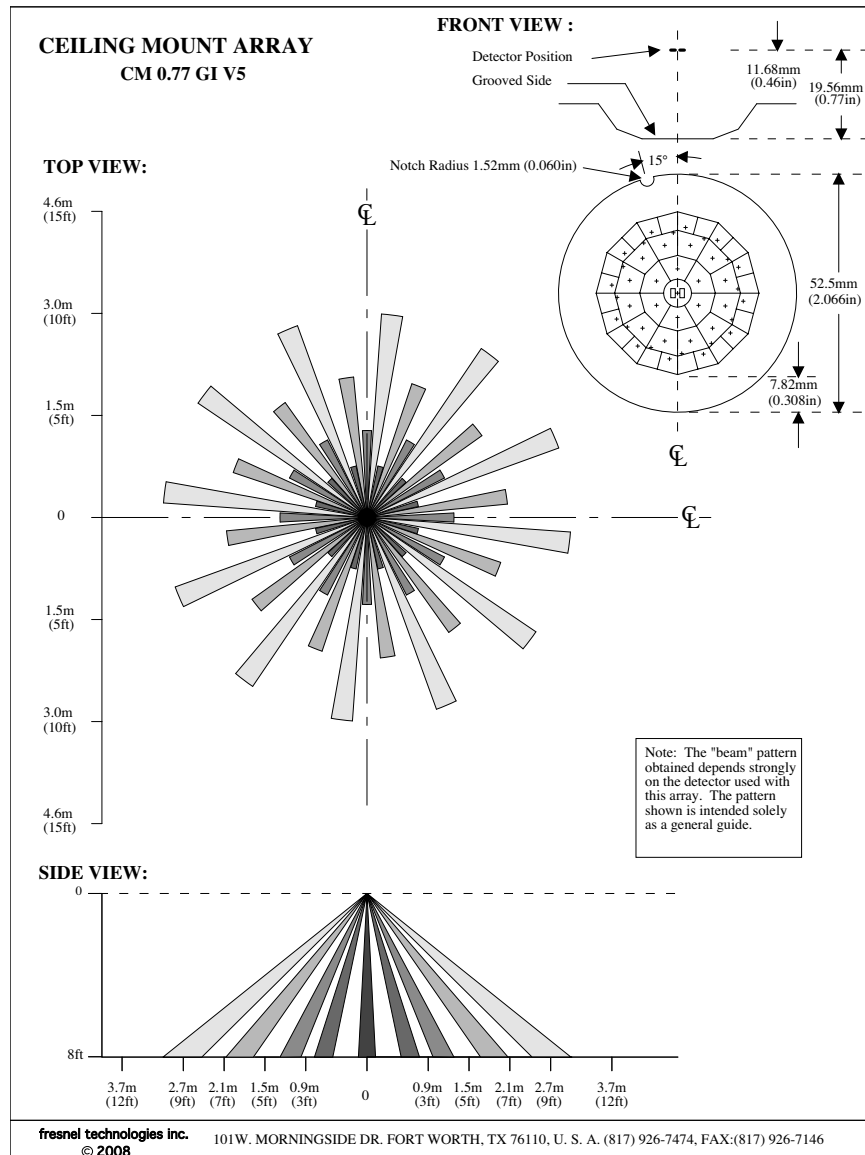 CEILING MOUNT ARRAY
CM 0.77 GI V5
FRONT VIEW :
Detector Position
Grooved Side
11.68mm
(0.46in)
19.56mm
(0.77in)
Notch Radius 1.52mm (0.060in)
15°
52.5mm
(2.066in)
7.82mm
(0.308in)
℄
TOP VIEW:
℄
4.6m
(15ft)
3.0m
(10ft)
1.5m
(5ft)
0
℄
1.5m
(5ft)
3.0m
(10ft)
4.6m
(15ft)
Note: The "beam" pattern
obtained depends strongly
on the detector used with
this array. The pattern
shown is intended solely
as a general guide.
SIDE VIEW:
0
8ft
3.7m
(12ft)
2.7m
(9ft)
2.1m
(7ft)
1.5m
(5ft)
0.9m
(3ft)
0
0.9m
(3ft)
1.5m
(5ft)
2.1m
(7ft)
2.7m
(9ft)
3.7m
(12ft)
fresnel technologies inc.
© 2008
101W. MORNINGSIDE DR. FORT WORTH, TX 76110, U. S. A. (817) 926-7474, FAX:(817) 926-7146